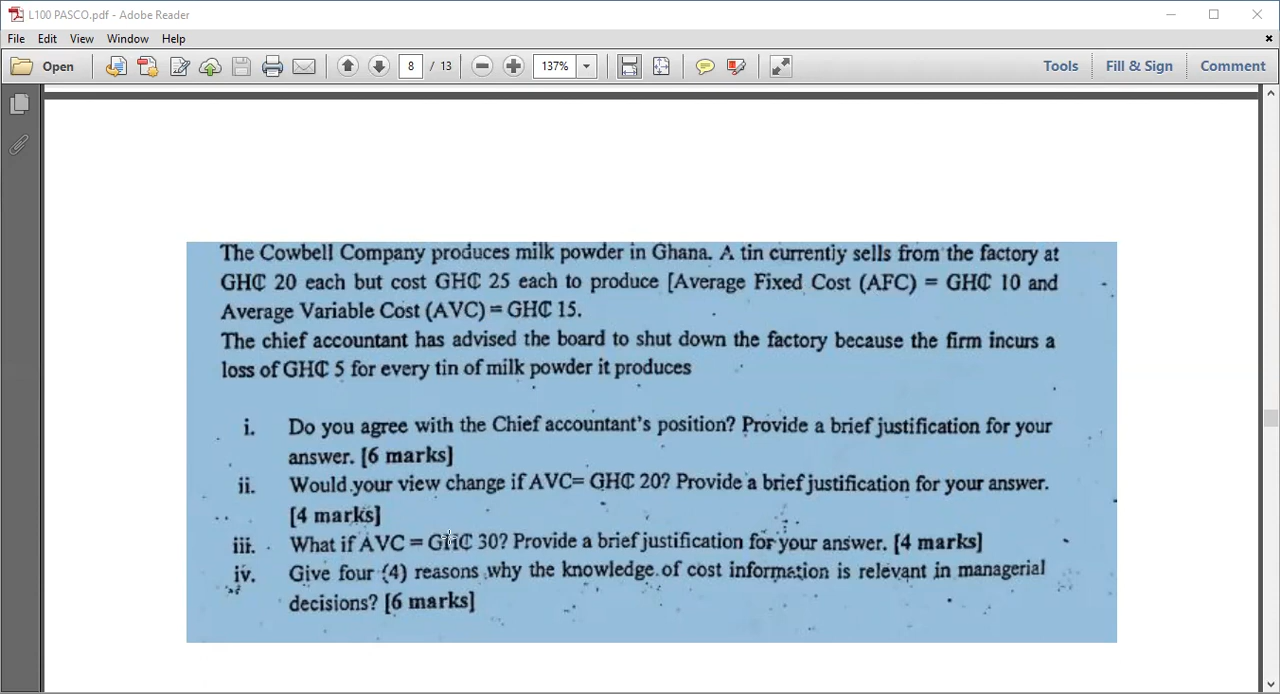 L100 PASCO.pdf - Adobe Reader
File Edit View Window Help
Open 8 / 13 137% Tools Fill & Sign Comment
The Cowbell Company produces milk powder in Ghana. A tin currently sells from the factory at
GH₵ 20 each but cost GH₵ 25 each to produce [Average Fixed Cost (AFC) = GH₵ 10 and
Average Variable Cost (AVC) = GH₵ 15.
The chief accountant has advised the board to shut down the factory because the firm incurs a
loss of GH₵ 5 for every tin of milk powder it produces
i. Do you agree with the Chief accountant's position? Provide a brief justification for your
answer. [6 marks]
ii. Would your view change if AVC= GH₵ 20? Provide a brief justification for your answer.
[4 marks]
iii. What if AVC = GH₵ 30? Provide a brief justification for your answer. [4 marks]
iv. Give four (4) reasons why the knowledge of cost information is relevant in managerial
decisions? [6 marks]